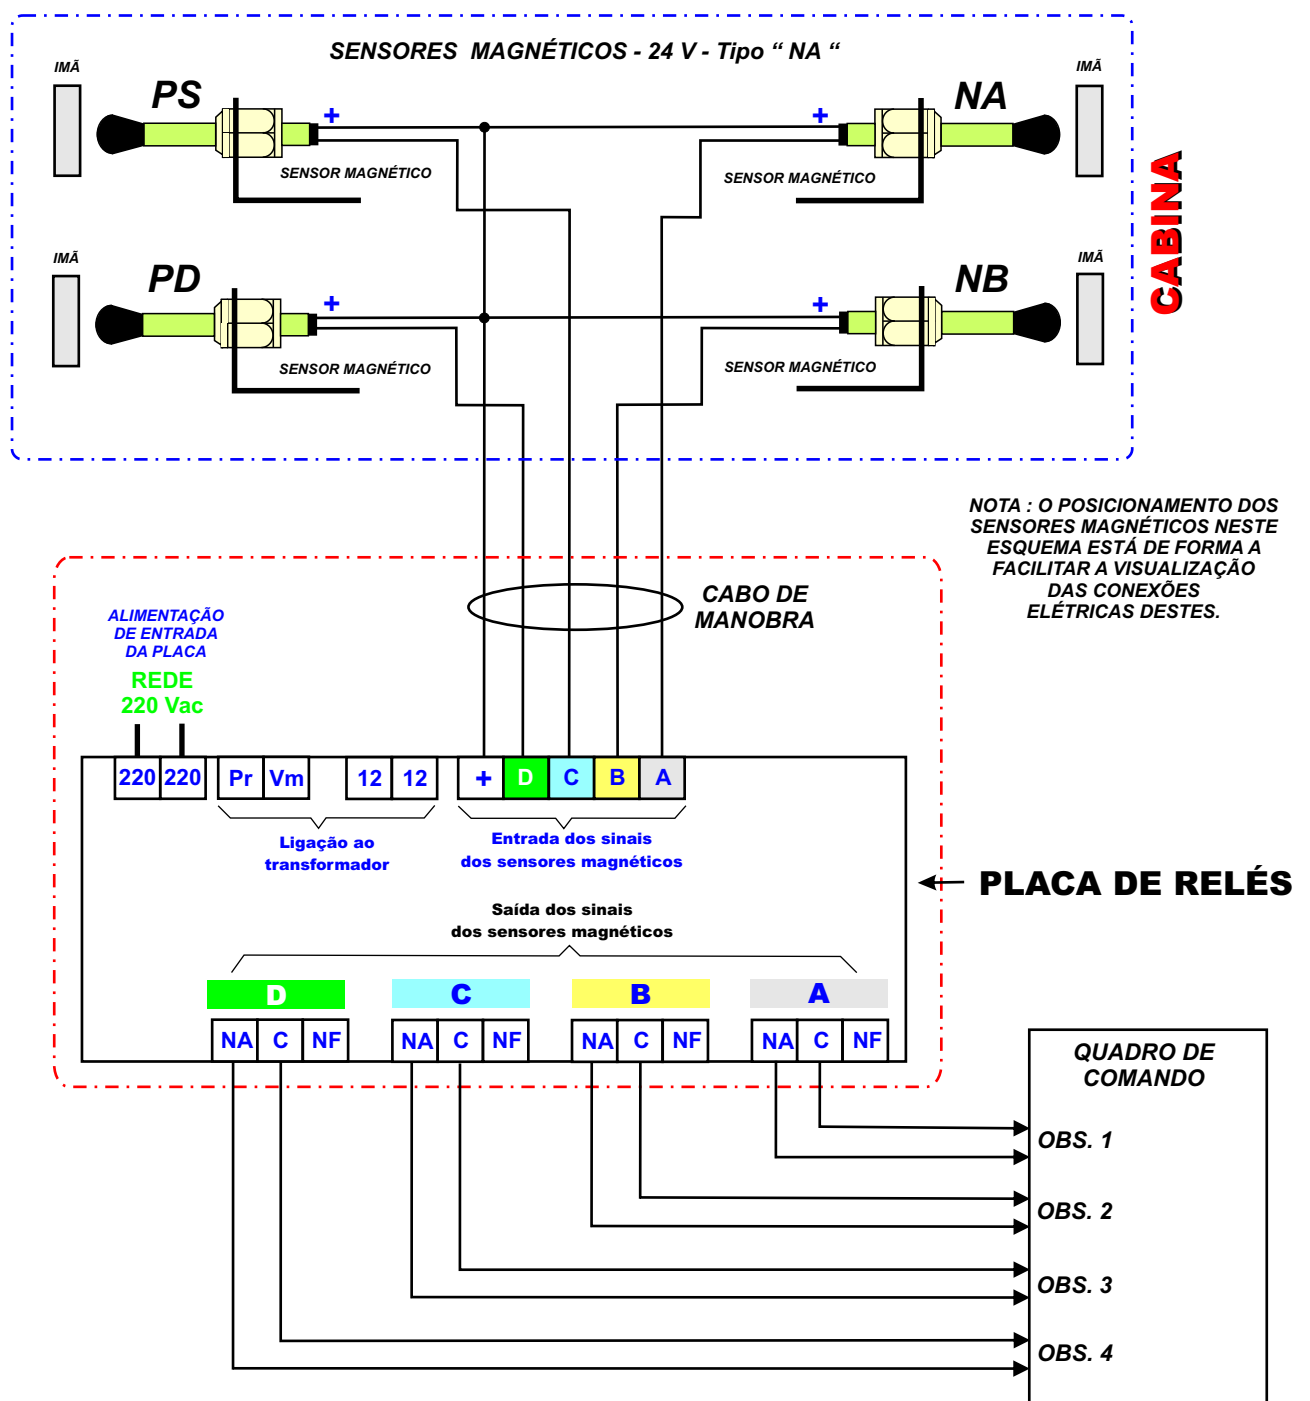 SENSORES MAGNÉTICOS - 24 V - Tipo “ NA “
IMÃ
PS
+
SENSOR MAGNÉTICO
+
NA
IMÃ
SENSOR MAGNÉTICO
IMÃ
PD
+
SENSOR MAGNÉTICO
+
NB
IMÃ
SENSOR MAGNÉTICO
CABINA
NOTA : O POSICIONAMENTO DOS
SENSORES MAGNÉTICOS NESTE
ESQUEMA ESTÁ DE FORMA A
FACILITAR A VISUALIZAÇÃO
DAS CONEXÕES
ELÉTRICAS DESTES.
CABO DE
MANOBRA
ALIMENTAÇÃO
DE ENTRADA
DA PLACA
REDE
220 Vac
220 220 Pr Vm 12 12 + D C B A
Ligação ao
transformador
Entrada dos sinais
dos sensores magnéticos
PLACA DE RELÉS
Saída dos sinais
dos sensores magnéticos
D C B A
NA C NF NA C NF NA C NF NA C NF
QUADRO DE
COMANDO
OBS. 1
OBS. 2
OBS. 3
OBS. 4